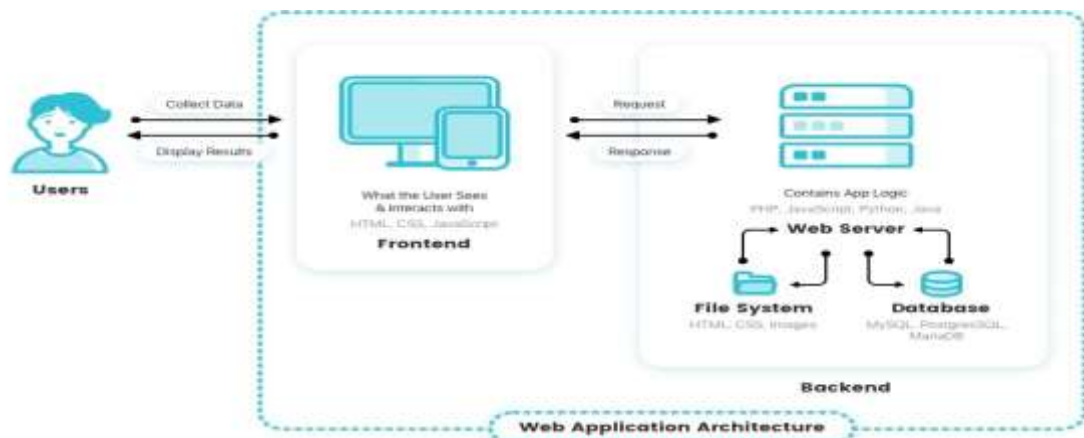 Collect Data
Display Results
Users
What the User Sees
& Interacts with
HTML, CSS, JavaScript
Frontend
Request
Response
Contains App Logic
PHP, JavaScript, Python, Java
Web Server
File System
HTML, CSS, Images
Database
MySQL, PostgreSQL,
MariaDB
Backend
Web Application Architecture